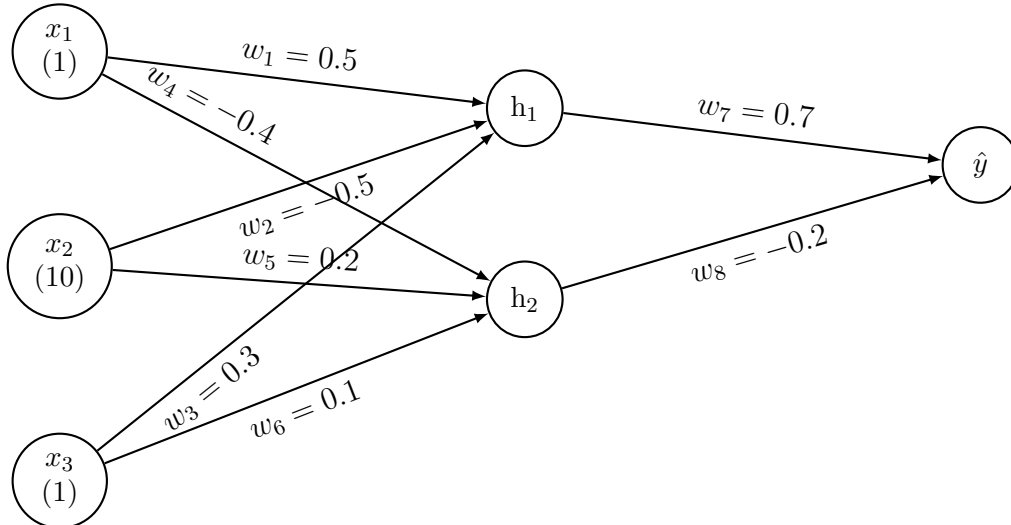 x₁
(1)
w₁ = 0.5
w₄ = −0.4
h₁
w₇ = 0.7
ŷ
x₂
(10)
w₂ = −0.5
w₅ = 0.2
h₂
w₈ = −0.2
w₃ = 0.3
w₆ = 0.1
x₃
(1)